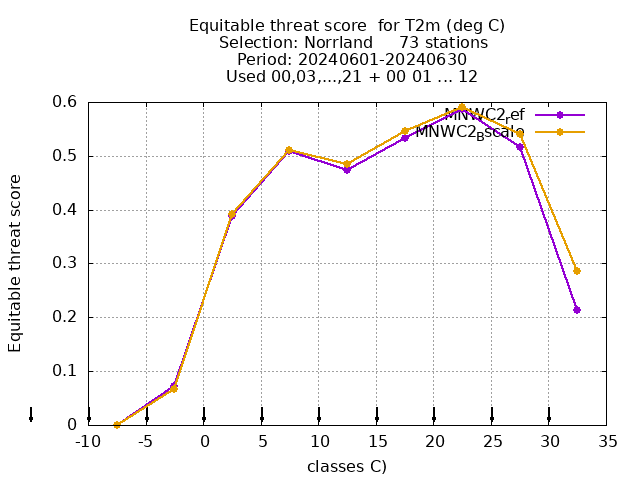 Equitable threat score  for T2m (deg C)
Selection: Norrland     73 stations
Period: 20240601-20240630
Used 00,03,...,21 + 00 01 ... 12
MNWC2ref
MNWC2Bscale
Equitable threat score
0.6
0.5
0.4
0.3
0.2
0.1
0
-10 -5 0 5 10 15 20 25 30 35
classes C)